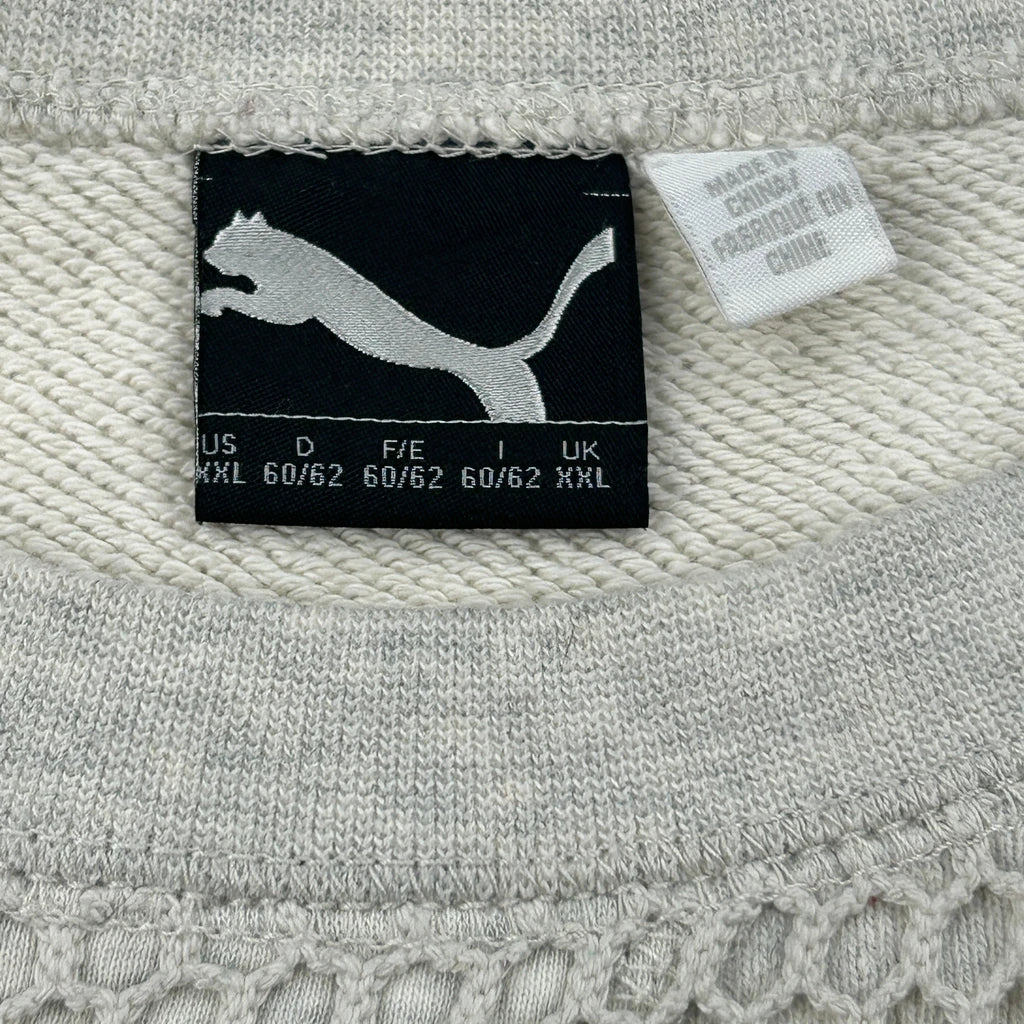 US D F/E I UK
XXL 60/62 60/62 60/62 XXL
MADE IN
CHINA/
FABRIQUE EN
CHINE